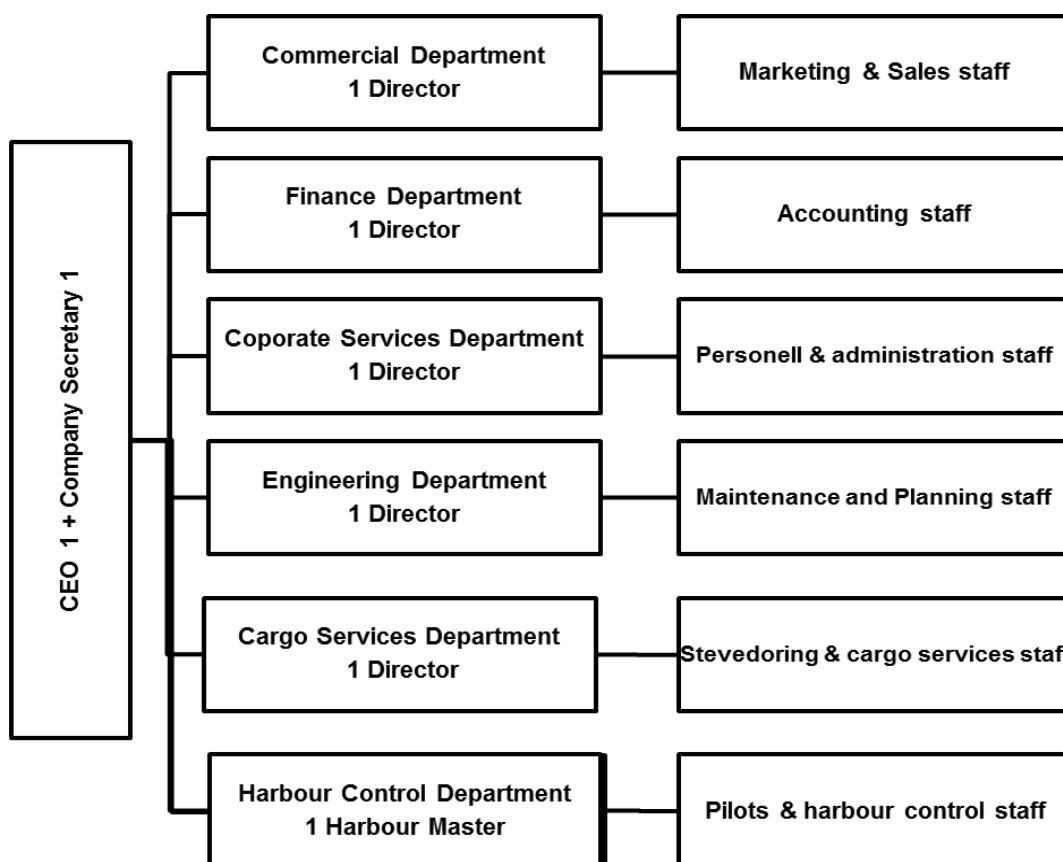 Commercial Department
1 Director
Marketing & Sales staff
Finance Department
1 Director
Accounting staff
CEO 1 + Company Secretary 1
Coporate Services Department
1 Director
Personell & administration staff
Engineering Department
1 Director
Maintenance and Planning staff
Cargo Services Department
1 Director
Stevedoring & cargo services staf
Harbour Control Department
1 Harbour Master
Pilots & harbour control staff